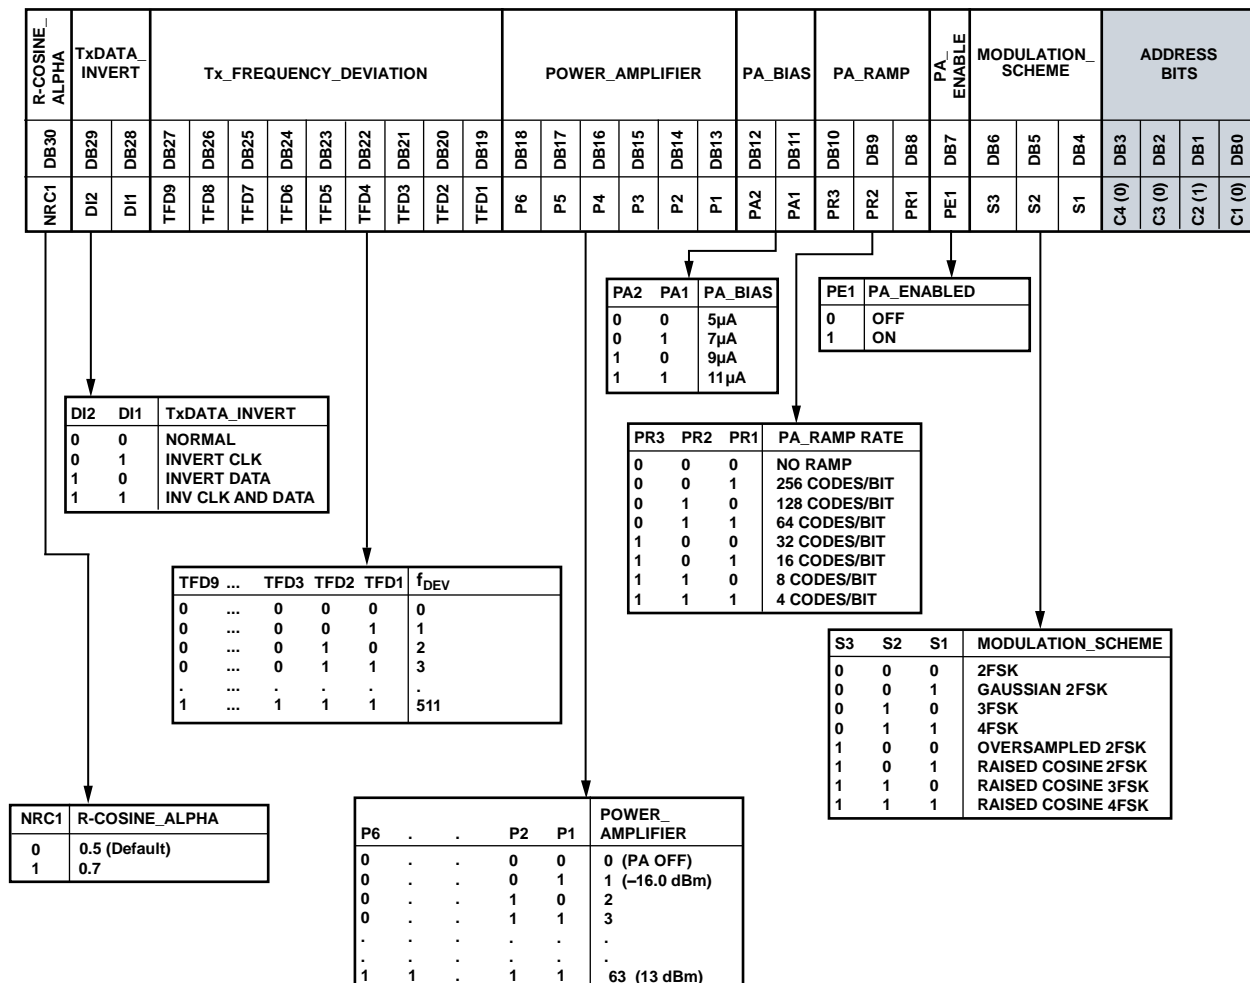 R-COSINE_ ALPHA
TxDATA_ INVERT
Tx_FREQUENCY_DEVIATION
POWER_AMPLIFIER
PA_BIAS
PA_RAMP
PA_ ENABLE
MODULATION_ SCHEME
ADDRESS BITS
DB30 DB29 DB28 DB27 DB26 DB25 DB24 DB23 DB22 DB21 DB20 DB19 DB18 DB17 DB16 DB15 DB14 DB13 DB12 DB11 DB10 DB9 DB8 DB7 DB6 DB5 DB4 DB3 DB2 DB1 DB0
NRC1 DI2 DI1 TFD9 TFD8 TFD7 TFD6 TFD5 TFD4 TFD3 TFD2 TFD1 P6 P5 P4 P3 P2 P1 PA2 PA1 PR3 PR2 PR1 PE1 S3 S2 S1 C4 (0) C3 (0) C2 (1) C1 (0)
PA2 PA1 PA_BIAS
0 0 5µA
0 1 7µA
1 0 9µA
1 1 11µA
PE1 PA_ENABLED
0 OFF
1 ON
DI2 DI1 TxDATA_INVERT
0 0 NORMAL
0 1 INVERT CLK
1 0 INVERT DATA
1 1 INV CLK AND DATA
PR3 PR2 PR1 PA_RAMP RATE
0 0 0 NO RAMP
0 0 1 256 CODES/BIT
0 1 0 128 CODES/BIT
0 1 1 64 CODES/BIT
1 0 0 32 CODES/BIT
1 0 1 16 CODES/BIT
1 1 0 8 CODES/BIT
1 1 1 4 CODES/BIT
TFD9 ... TFD3 TFD2 TFD1 fDEV
0 ... 0 0 0 0
0 ... 0 0 1 1
0 ... 0 1 0 2
0 ... 0 1 1 3
. ... . . . .
1 ... 1 1 1 511
S3 S2 S1 MODULATION_SCHEME
0 0 0 2FSK
0 0 1 GAUSSIAN 2FSK
0 1 0 3FSK
0 1 1 4FSK
1 0 0 OVERSAMPLED 2FSK
1 0 1 RAISED COSINE 2FSK
1 1 0 RAISED COSINE 3FSK
1 1 1 RAISED COSINE 4FSK
NRC1 R-COSINE_ALPHA
0 0.5 (Default)
1 0.7
P6 . . P2 P1 POWER_ AMPLIFIER
0 . . 0 0 0 (PA OFF)
0 . . 0 1 1 (–16.0 dBm)
0 . . 1 0 2
0 . . 1 1 3
. . . . . .
. . . . . .
1 1 . 1 1 63 (13 dBm)